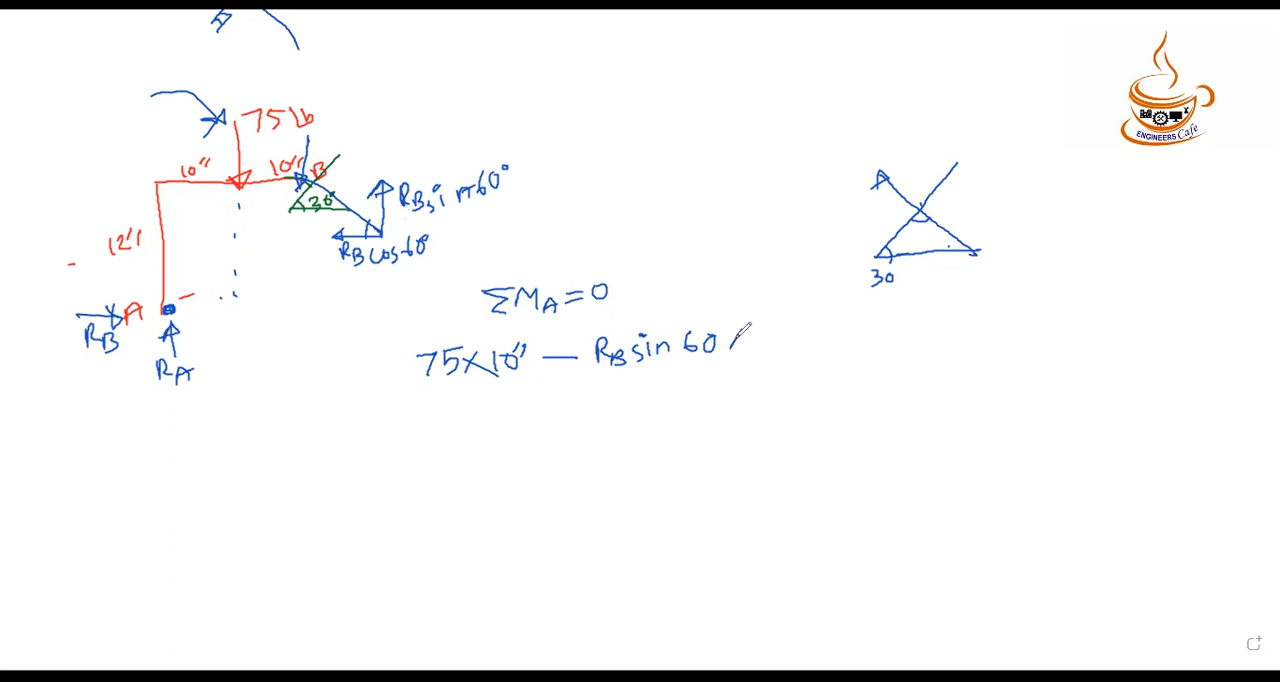 75 lb
10"
10"
B
30°
RB sin 60°
RB cos 60°
12"
A
RB
RA
ΣMA = 0
75 × 10" — RB sin 60
30
ENGINEERS Cafe